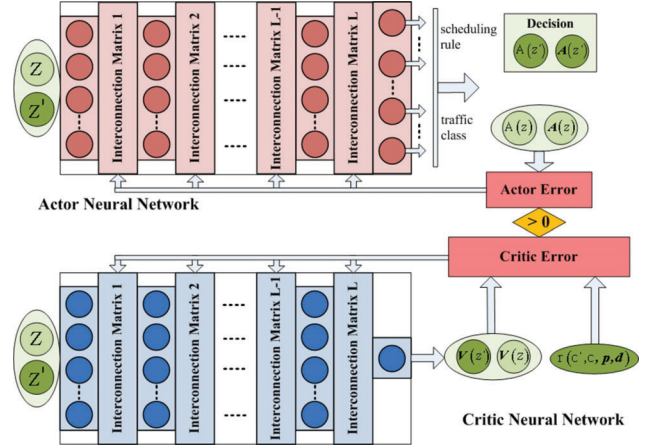 Z
Z'
Interconnection Matrix 1
Interconnection Matrix 2
Interconnection Matrix L-1
Interconnection Matrix L
scheduling
rule
traffic
class
Decision
A(z') A(z')
A(z) A(z)
Actor Error
Actor Neural Network
> 0
Critic Error
Z
Z'
Interconnection Matrix 1
Interconnection Matrix 2
Interconnection Matrix L-1
Interconnection Matrix L
V(z') V(z)
r(c',c,p,d)
Critic Neural Network